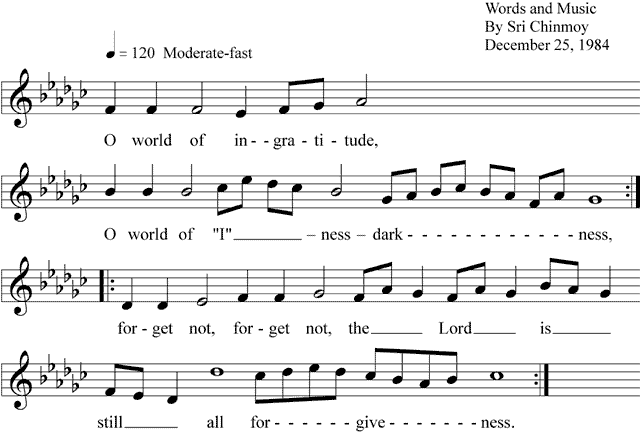 Words and Music
By Sri Chinmoy
December 25, 1984
= 120 Moderate-fast
O world of in - - gra - ti - tude,
O world of "I"________ – ness – dark - - - - - - - - - - - - ness,
for - get not, for - get not, the_____ Lord_____ is_____
still_____ all for - - - - - - give - - - - - - - ness.